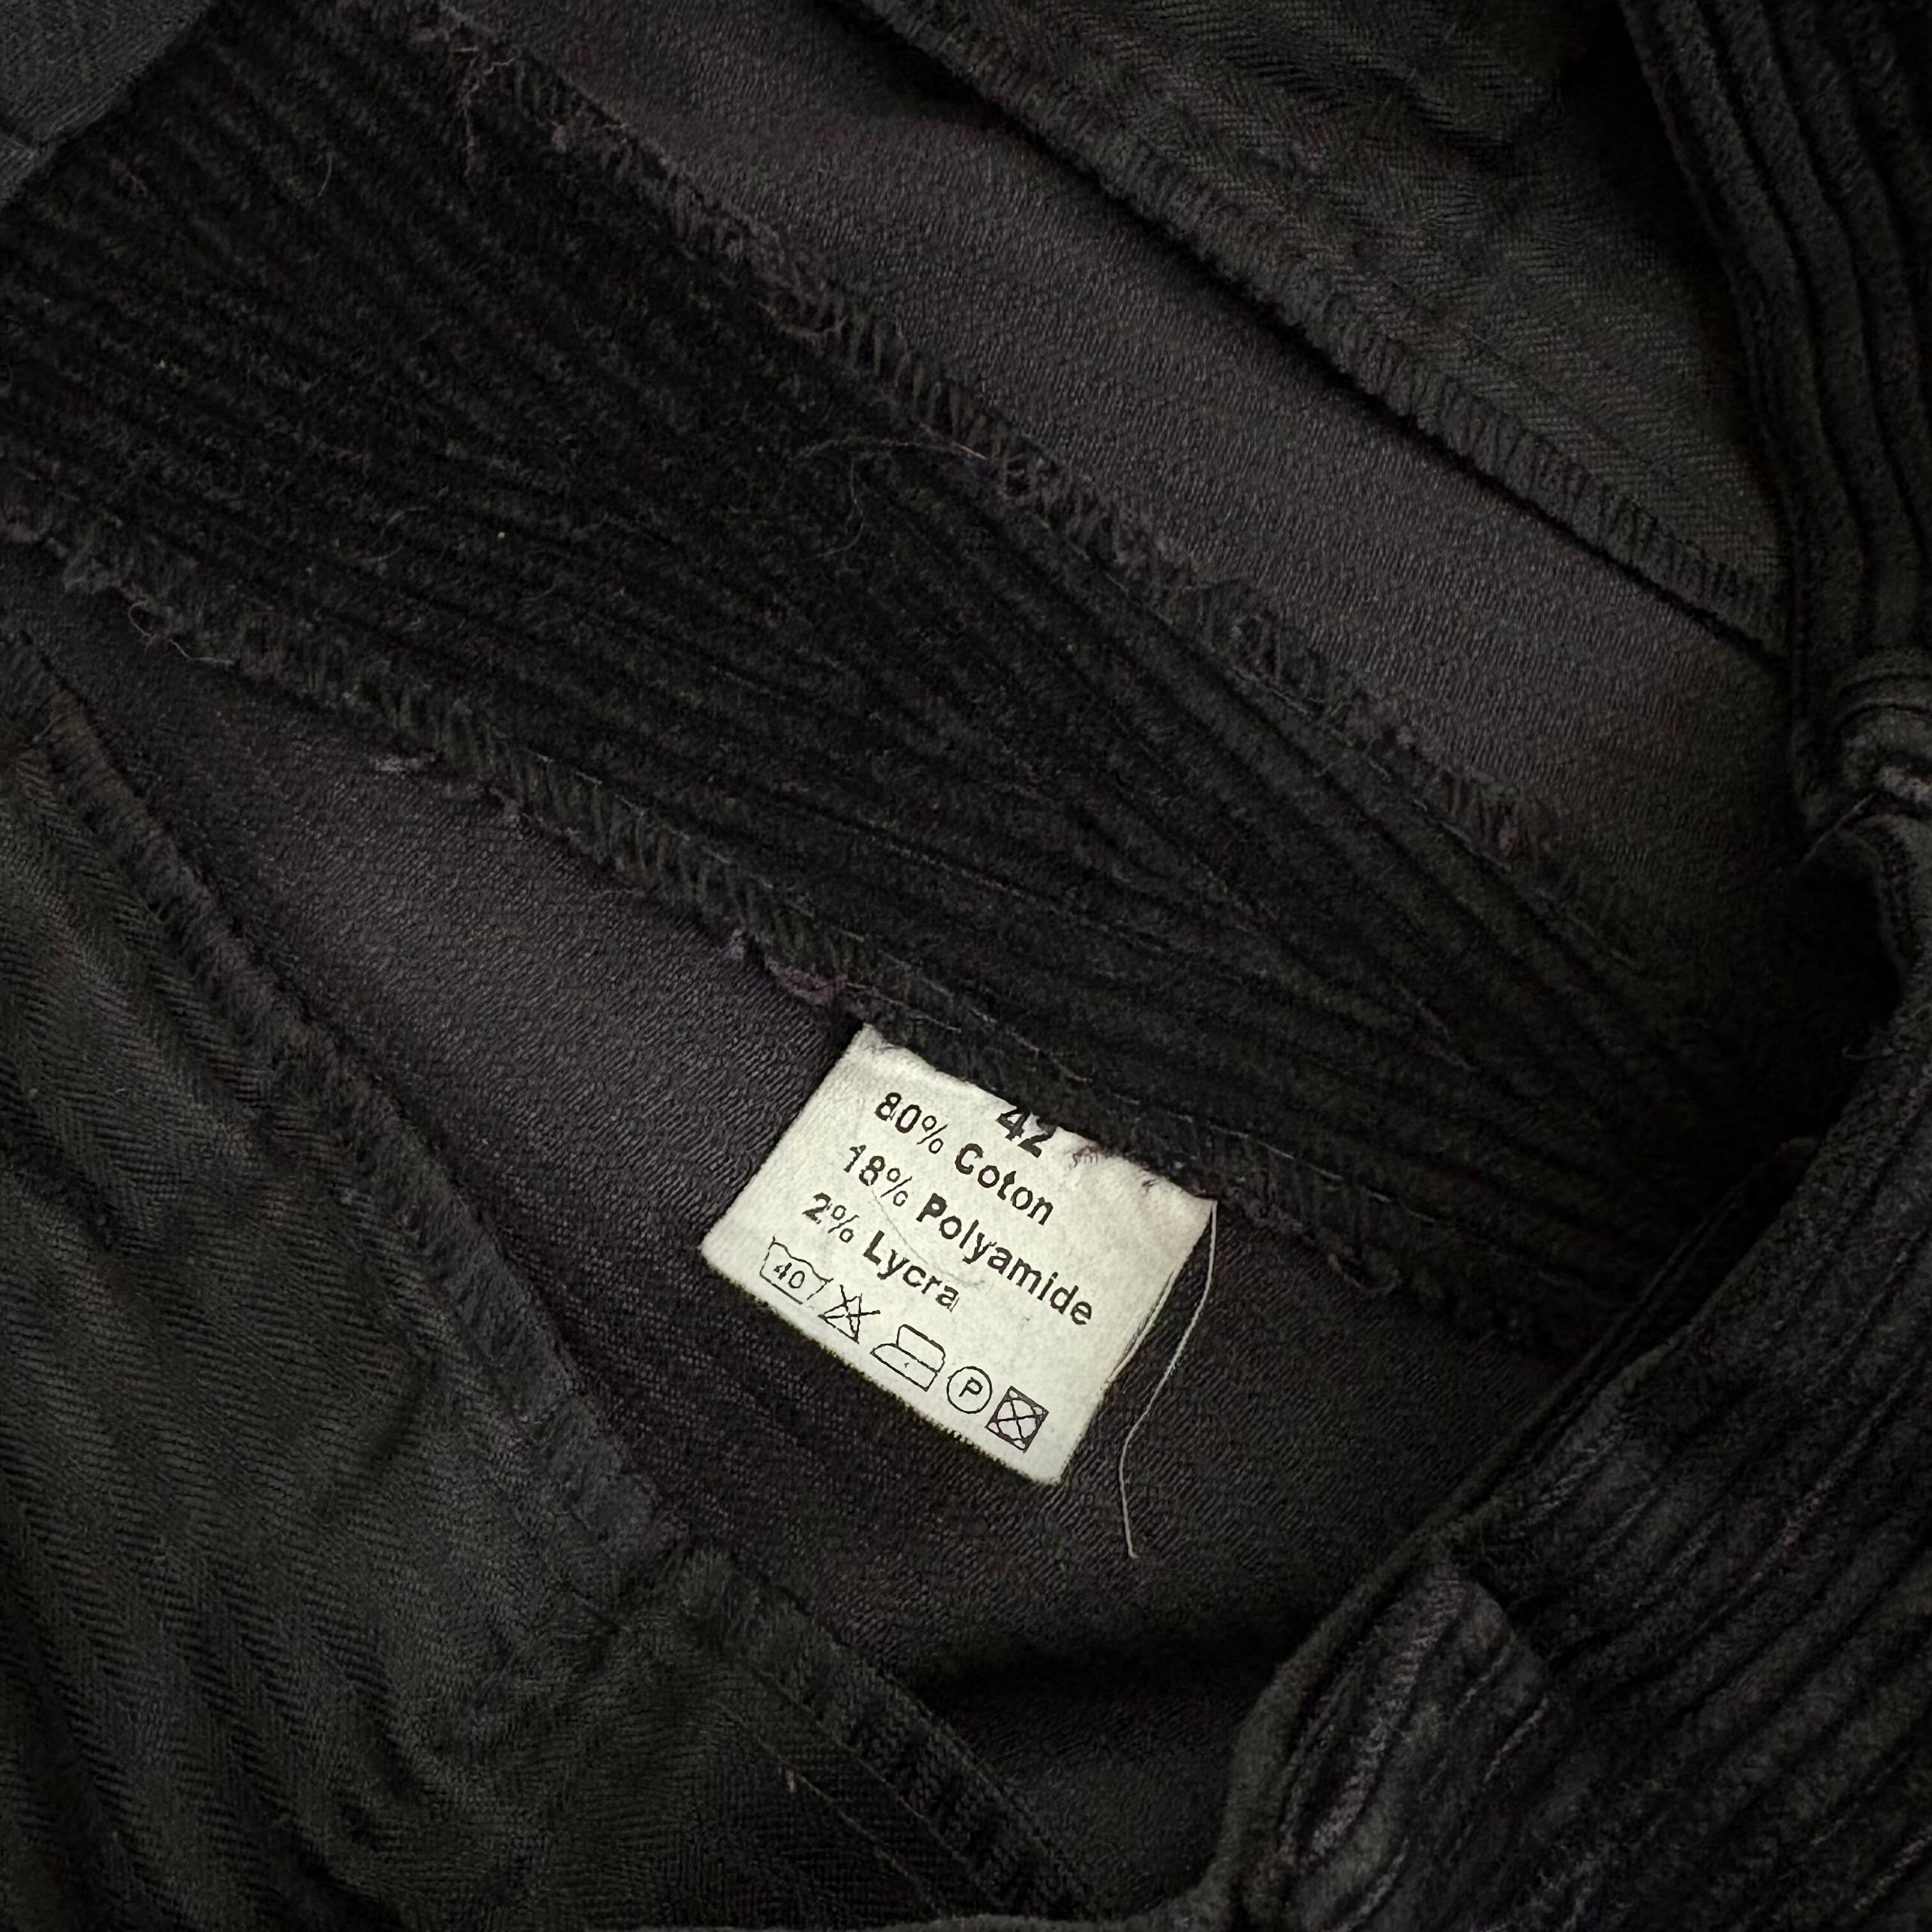 42
80% Coton
18% Polyamide
2% Lycra
40
P